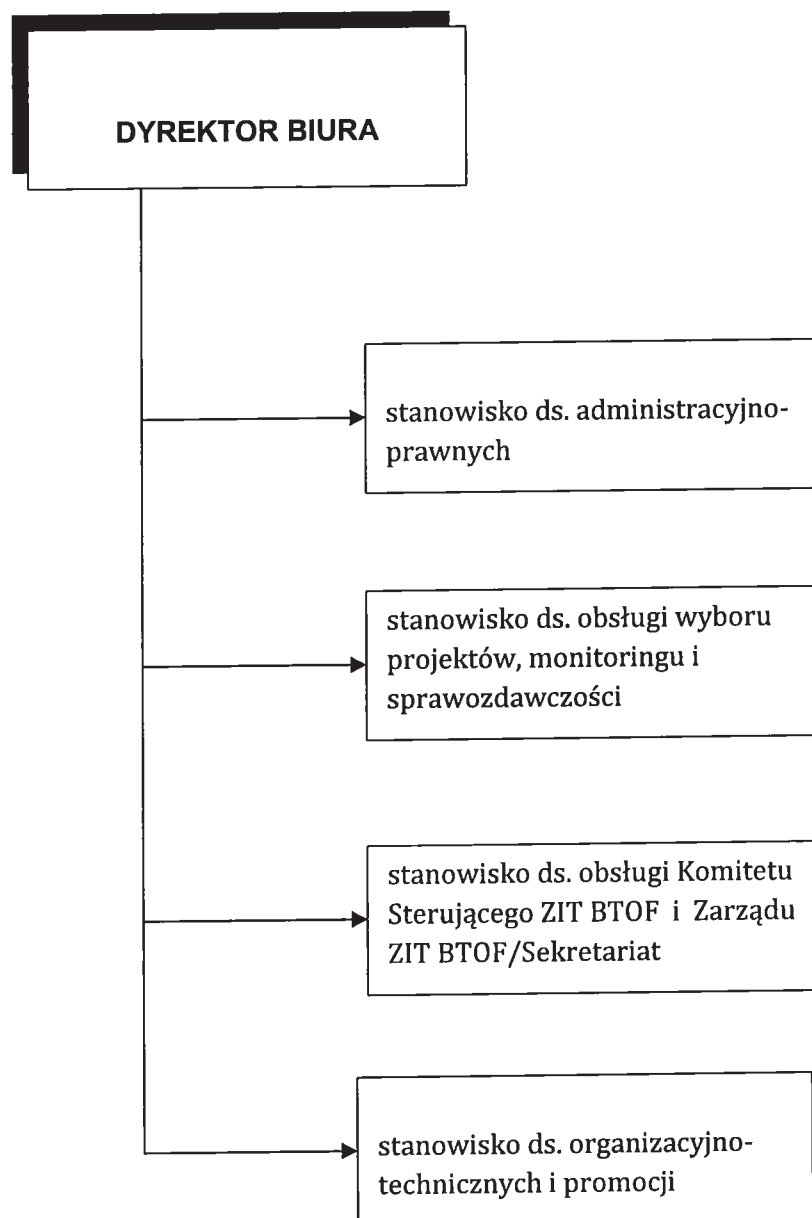 DYREKTOR BIURA
stanowisko ds. administracyjno-
prawnych
stanowisko ds. obsługi wyboru
projektów, monitoringu i
sprawozdawczości
stanowisko ds. obsługi Komitetu
Sterującego ZIT BTOF i Zarządu
ZIT BTOF/Sekretariat
stanowisko ds. organizacyjno-
technicznych i promocji